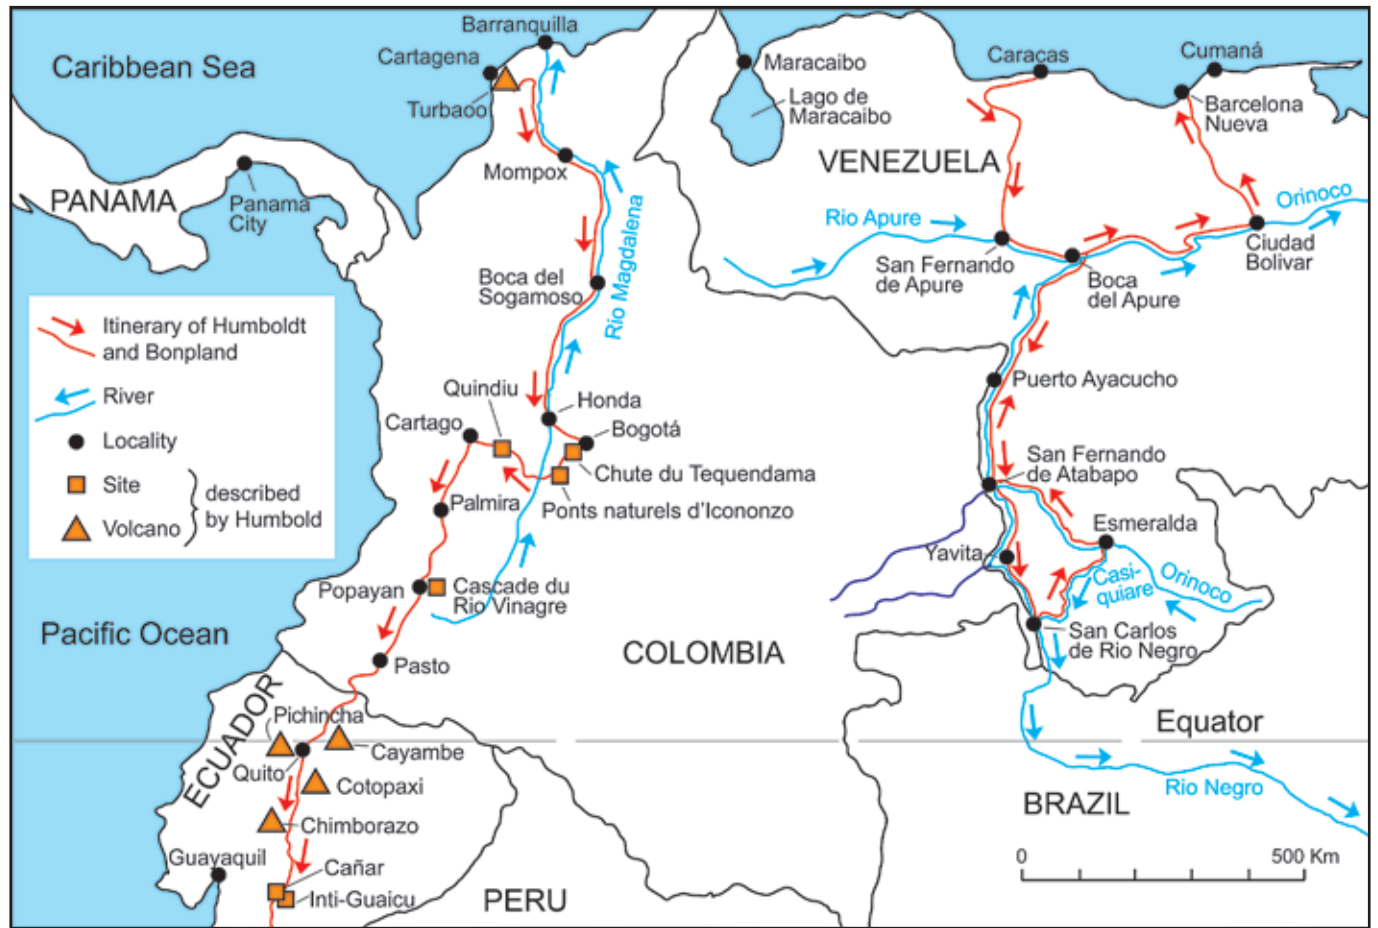 Barranquilla
Cartagena
Caribbean Sea
Turbaoo
Mompox
PANAMA
Panama
City
Maracaibo
Lago de
Maracaibo
Caracas
Cumaná
Barcelona
Nueva
VENEZUELA
Orinoco
Rio Apure
San Fernando
de Apure
Boca
del Apure
Ciudad
Bolivar
Boca del
Sogamoso
Rio Magdalena
Itinerary of Humboldt
and Bonpland
River
Locality
Site
Volcano
described
by Humbold
Quindiu
Honda
Cartago
Bogotá
Chute du Tequendama
Palmira
Ponts naturels d'Icononzo
Puerto Ayacucho
San Fernando
de Atabapo
Esmeralda
Yavita
Casi-
quiare
Orinoco
Popayan
Cascade du
Rio Vinagre
San Carlos
de Rio Negro
Pacific Ocean
Pasto
COLOMBIA
ECUADOR
Pichincha
Cayambe
Quito
Cotopaxi
Chimborazo
Guayaquil
Cañar
Inti-Guaicu
PERU
Equator
Rio Negro
BRAZIL
0
500 Km